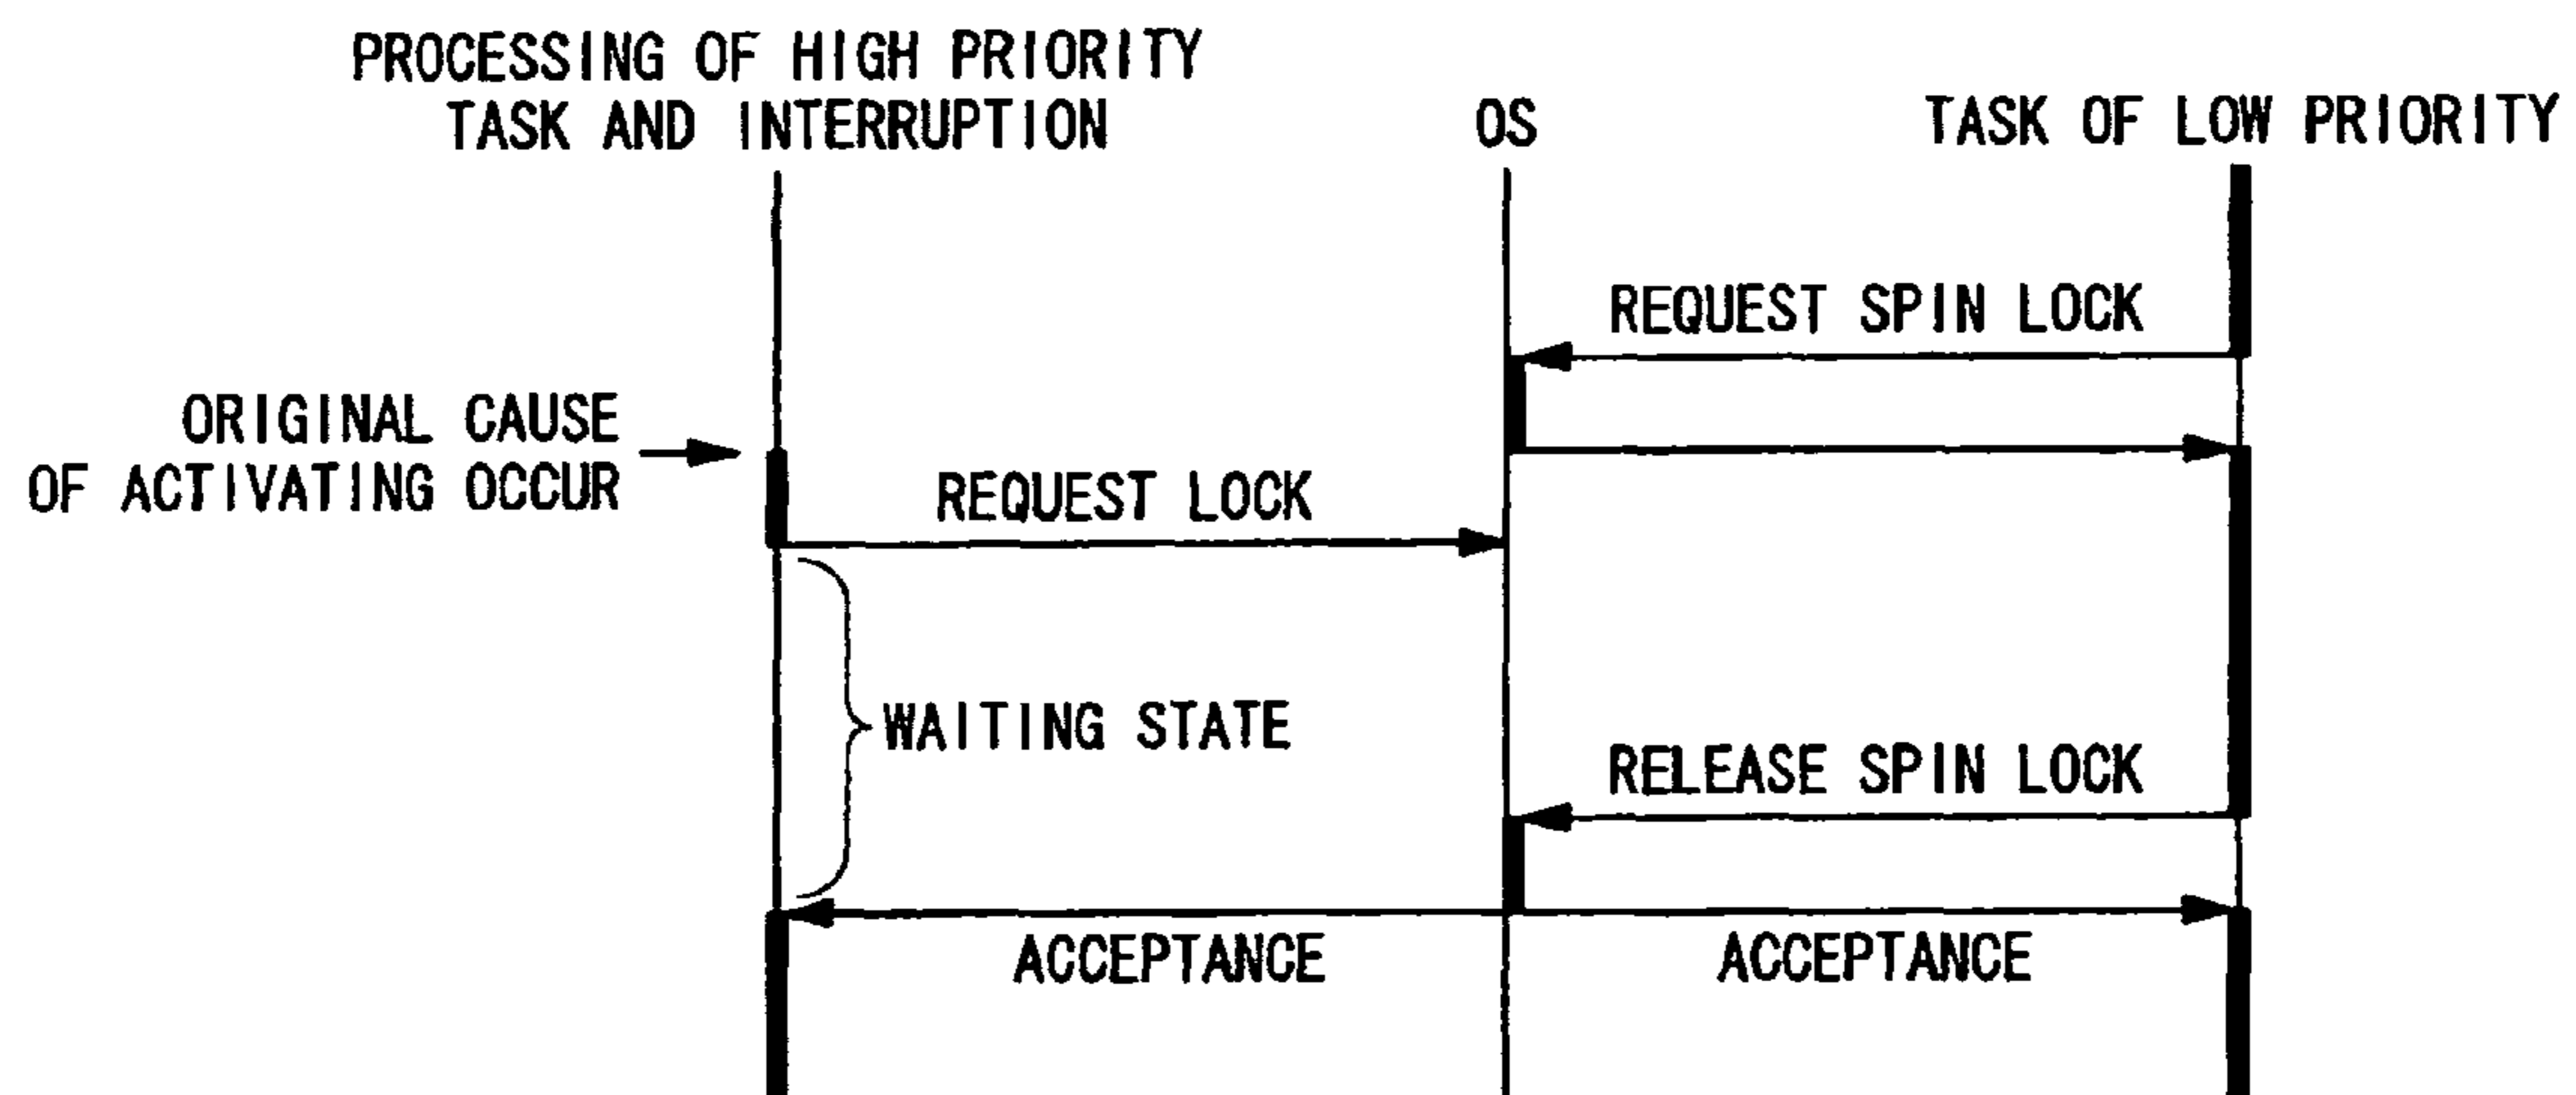 PROCESSING OF HIGH PRIORITY
TASK AND INTERRUPTION
OS
TASK OF LOW PRIORITY
REQUEST SPIN LOCK
ORIGINAL CAUSE
OF ACTIVATING OCCUR
REQUEST LOCK
WAITING STATE
RELEASE SPIN LOCK
ACCEPTANCE
ACCEPTANCE